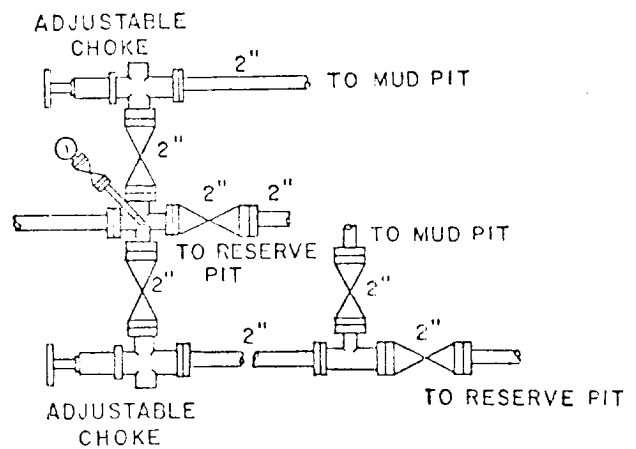 ADJUSTABLE
CHOKE
2"
TO MUD PIT
2"
2"
2"
TO RESERVE
PIT
TO MUD PIT
2"
2"
2"
2"
TO RESERVE PIT
ADJUSTABLE
CHOKE